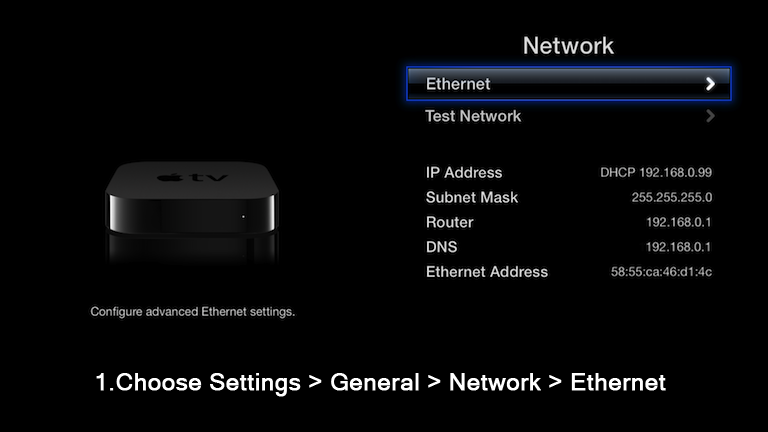 Network
Ethernet
Test Network
tv
IP Address DHCP 192.168.0.99
Subnet Mask 255.255.255.0
Router 192.168.0.1
DNS 192.168.0.1
Ethernet Address 58:55:ca:46:d1:4c
Configure advanced Ethernet settings.
1.Choose Settings > General > Network > Ethernet